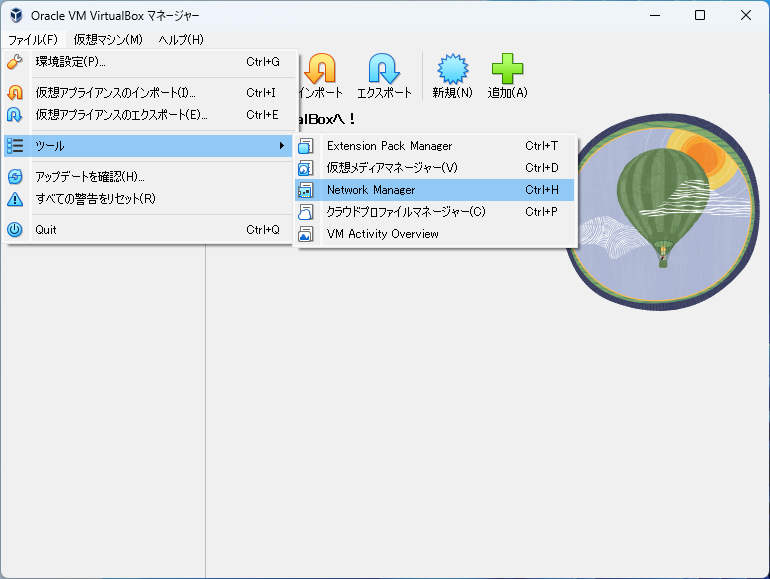 Oracle VM VirtualBox マネージャー
ファイル(F) 仮想マシン(M) ヘルプ(H)
環境設定(P)... Ctrl+G
仮想アプライアンスのインポート(I)... Ctrl+I
仮想アプライアンスのエクスポート(E)... Ctrl+E
ツール
アップデートを確認(H)...
すべての警告をリセット(R)
Quit Ctrl+Q
インポート エクスポート 新規(N) 追加(A)
alBoxへ！
Extension Pack Manager Ctrl+T
仮想メディアマネージャー(V) Ctrl+D
Network Manager Ctrl+H
クラウドプロファイルマネージャー(C) Ctrl+P
VM Activity Overview